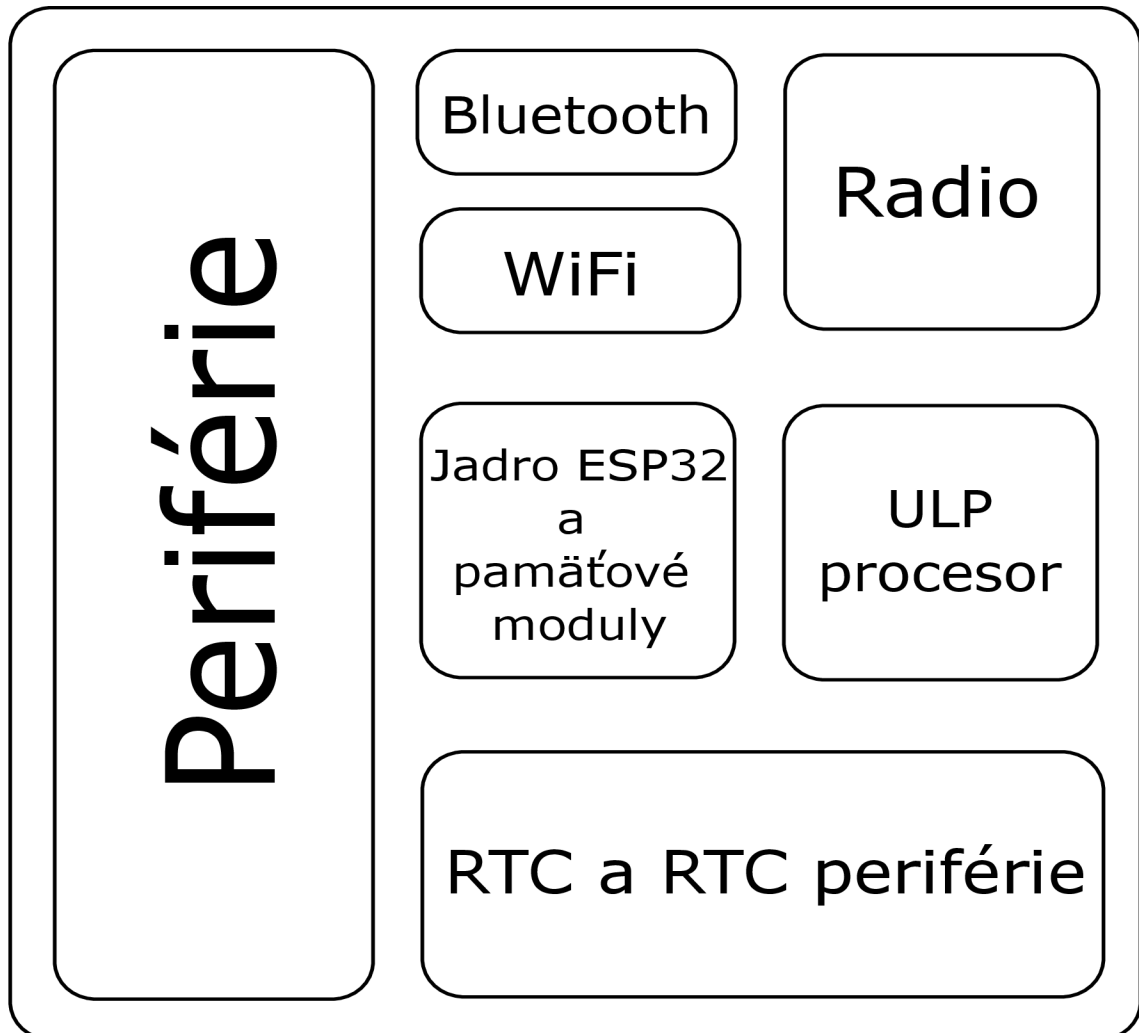 Periférie
Bluetooth
WiFi
Radio
Jadro ESP32
a
pamäťové
moduly
ULP
procesor
RTC a RTC periférie